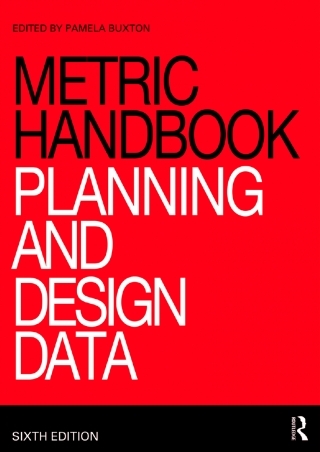 EDITED BY PAMELA BUXTON
METRIC
HANDBOOK
PLANNING
AND
DESIGN
DATA
SIXTH EDITION
ROUTLEDGE